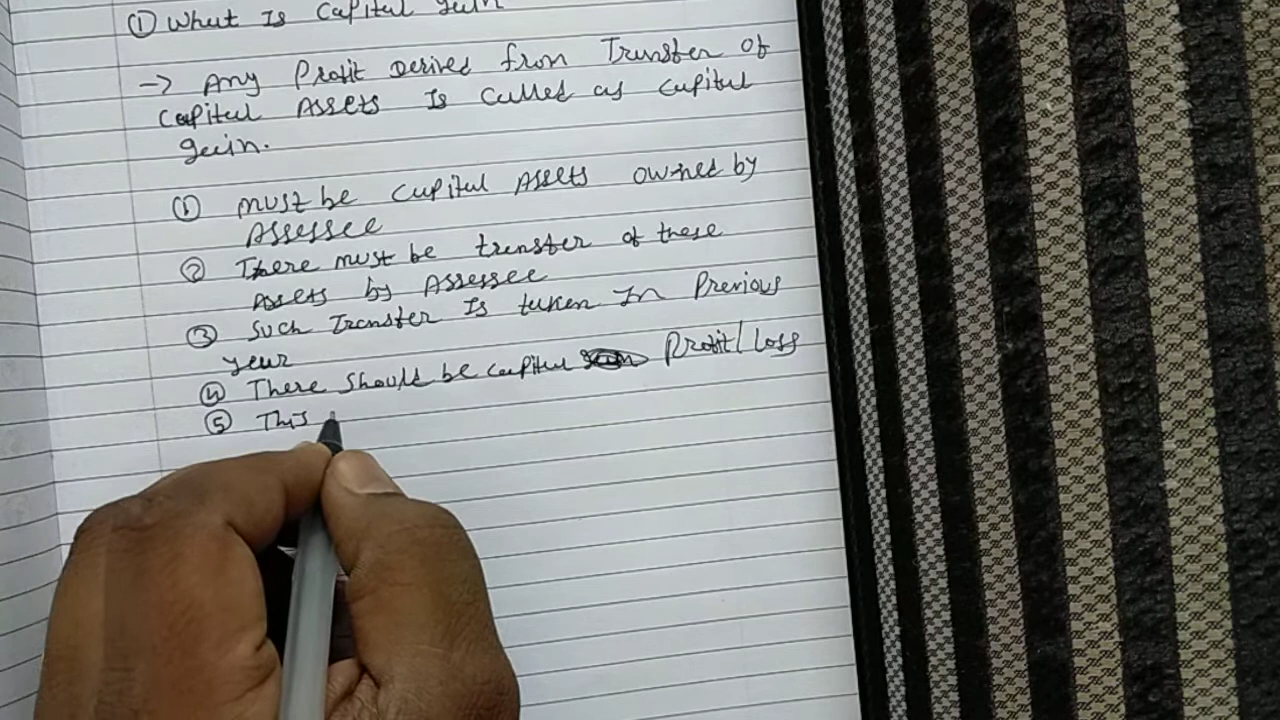 ① What Is Capital gain
→ Any Profit Derived from Transfer of
Capital Assets Is Called as Capital
gain.
① Must be Capital Assets owned by
Assessee
② There must be transfer of these
Assets by Assessee
③ Such Transfer Is taken In Previous
year
④ There should be capital Profit/Loss
⑤ This